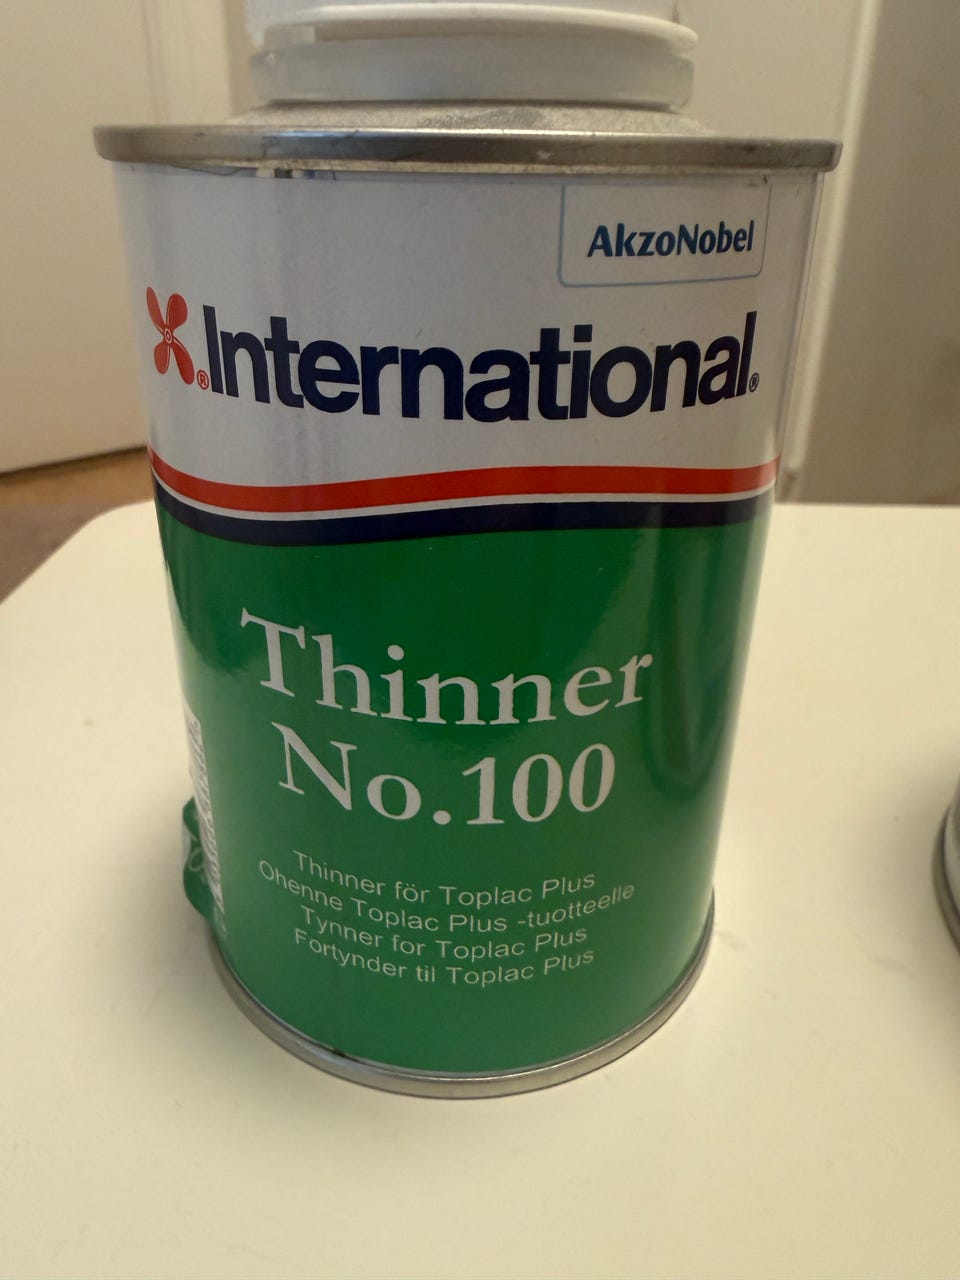 AkzoNobel
International®
Thinner
No.100
Thinner för Toplac Plus
Ohenne Toplac Plus -tuotteelle
Tynner for Toplac Plus
Fortynder til Toplac Plus